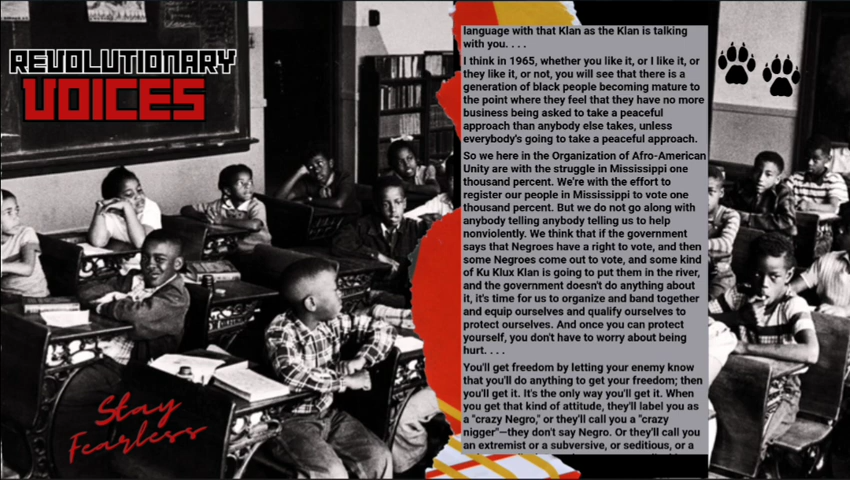 REVOLUTIONARY
VOICES
Stay
Fearless
language with that Klan as the Klan is talking
with you. . . .
I think in 1965, whether you like it, or I like it, or
they like it, or not, you will see that there is a
generation of black people becoming mature to
the point where they feel that they have no more
business being asked to take a peaceful
approach than anybody else takes, unless
everybody's going to take a peaceful approach.
So we here in the Organization of Afro-American
Unity are with the struggle in Mississippi one
thousand percent. We're with the effort to
register our people in Mississippi to vote one
thousand percent. But we do not go along with
anybody telling anybody telling us to help
nonviolently. We think that if the government
says that Negroes have a right to vote, and then
some Negroes come out to vote, and some kind
of Ku Klux Klan is going to put them in the river,
and the government doesn't do anything about
it, it's time for us to organize and band together
and equip ourselves and qualify ourselves to
protect ourselves. And once you can protect
yourself, you don't have to worry about being
hurt. . . .
You'll get freedom by letting your enemy know
that you'll do anything to get your freedom; then
you'll get it. It's the only way you'll get it. When
you get that kind of attitude, they'll label you as
a "crazy Negro," or they'll call you a "crazy
nigger"—they don't say Negro. Or they'll call you
an extremist or a subversive, or seditious, or a